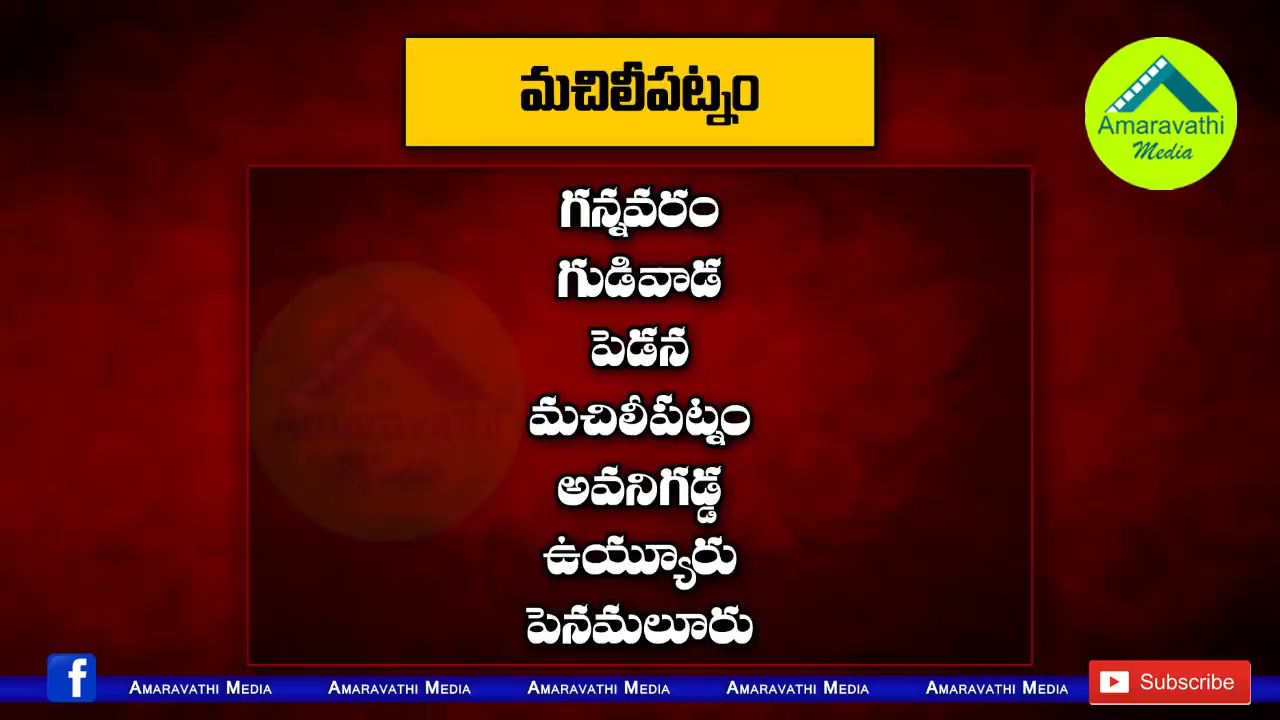 మచిలీపట్నం
Amaravathi
Media
గన్నవరం
గుడివాడ
పెడన
మచిలీపట్నం
అవనిగడ్డ
ఉయ్యూరు
పెనమలూరు
f Amaravathi Media Amaravathi Media Amaravathi Media Amaravathi Media Amaravathi Media Subscribe